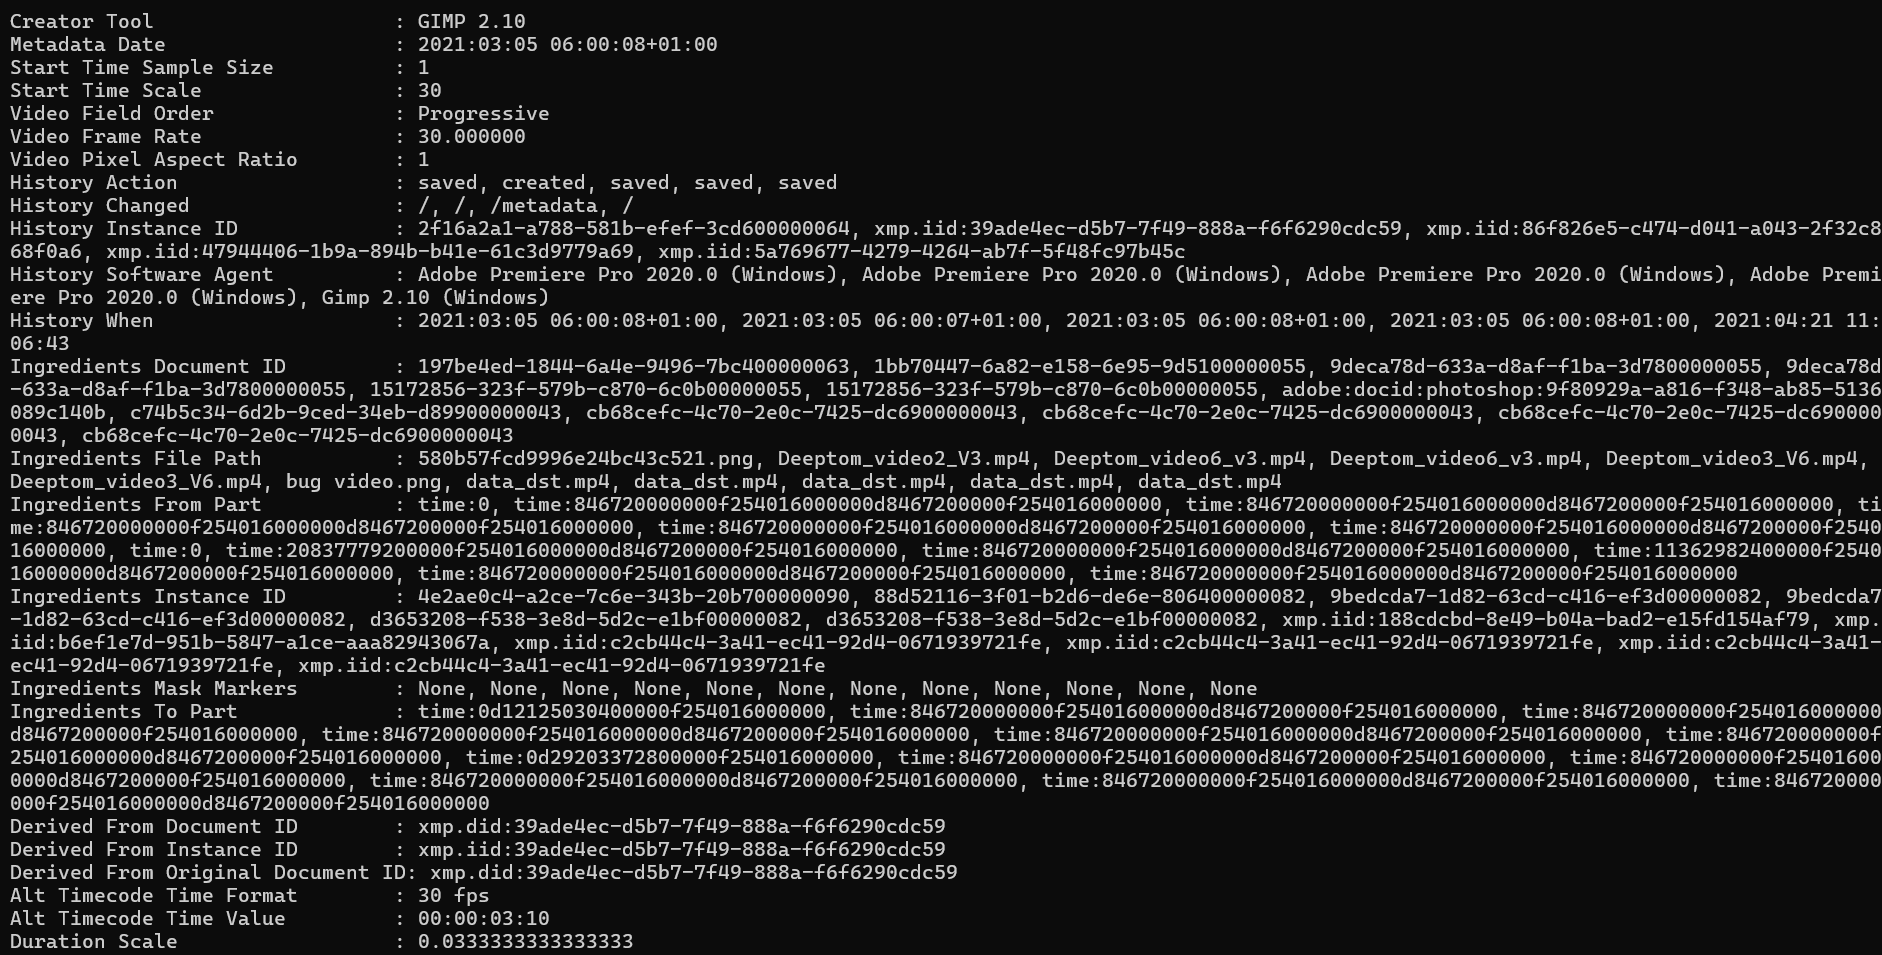 Creator Tool                    : GIMP 2.10
Metadata Date                   : 2021:03:05 06:00:08+01:00
Start Time Sample Size          : 1
Start Time Scale                : 30
Video Field Order               : Progressive
Video Frame Rate                : 30.000000
Video Pixel Aspect Ratio        : 1
History Action                  : saved, created, saved, saved, saved
History Changed                 : /, /, /metadata, /
History Instance ID             : 2f16a2a1-a788-581b-efef-3cd600000064, xmp.iid:39ade4ec-d5b7-7f49-888a-f6f6290cdc59, xmp.iid:86f826e5-c474-d041-a043-2f32c8
68f0a6, xmp.iid:47944406-1b9a-894b-b41e-61c3d9779a69, xmp.iid:5a769677-4279-4264-ab7f-5f48fc97b45c
History Software Agent          : Adobe Premiere Pro 2020.0 (Windows), Adobe Premiere Pro 2020.0 (Windows), Adobe Premiere Pro 2020.0 (Windows), Adobe Premi
ere Pro 2020.0 (Windows), Gimp 2.10 (Windows)
History When                    : 2021:03:05 06:00:08+01:00, 2021:03:05 06:00:07+01:00, 2021:03:05 06:00:08+01:00, 2021:03:05 06:00:08+01:00, 2021:04:21 11:
06:43
Ingredients Document ID         : 197be4ed-1844-6a4e-9496-7bc400000063, 1bb70447-6a82-e158-6e95-9d5100000055, 9deca78d-633a-d8af-f1ba-3d7800000055, 9deca78d
-633a-d8af-f1ba-3d7800000055, 15172856-323f-579b-c870-6c0b00000055, 15172856-323f-579b-c870-6c0b00000055, adobe:docid:photoshop:9f80929a-a816-f348-ab85-5136
089c140b, c74b5c34-6d2b-9ced-34eb-d89900000043, cb68cefc-4c70-2e0c-7425-dc6900000043, cb68cefc-4c70-2e0c-7425-dc6900000043, cb68cefc-4c70-2e0c-7425-dc690000
0043, cb68cefc-4c70-2e0c-7425-dc6900000043
Ingredients File Path           : 580b57fcd9996e24bc43c521.png, Deeptom_video2_V3.mp4, Deeptom_video6_v3.mp4, Deeptom_video6_v3.mp4, Deeptom_video3_V6.mp4,
Deeptom_video3_V6.mp4, bug video.png, data_dst.mp4, data_dst.mp4, data_dst.mp4, data_dst.mp4, data_dst.mp4
Ingredients From Part           : time:0, time:846720000000f254016000000d8467200000f254016000000, time:846720000000f254016000000d8467200000f254016000000, ti
me:846720000000f254016000000d8467200000f254016000000, time:846720000000f254016000000d8467200000f254016000000, time:846720000000f254016000000d8467200000f2540
16000000, time:0, time:20837779200000f254016000000d8467200000f254016000000, time:846720000000f254016000000d8467200000f254016000000, time:11362982400000f2540
16000000d8467200000f254016000000, time:846720000000f254016000000d8467200000f254016000000, time:846720000000f254016000000d8467200000f254016000000
Ingredients Instance ID         : 4e2ae0c4-a2ce-7c6e-343b-20b700000090, 88d52116-3f01-b2d6-de6e-806400000082, 9bedcda7-1d82-63cd-c416-ef3d00000082, 9bedcda7
-1d82-63cd-c416-ef3d00000082, d3653208-f538-3e8d-5d2c-e1bf00000082, d3653208-f538-3e8d-5d2c-e1bf00000082, xmp.iid:188cdcbd-8e49-b04a-bad2-e15fd154af79, xmp.
iid:b6ef1e7d-951b-5847-a1ce-aaa82943067a, xmp.iid:c2cb44c4-3a41-ec41-92d4-0671939721fe, xmp.iid:c2cb44c4-3a41-ec41-92d4-0671939721fe, xmp.iid:c2cb44c4-3a41-
ec41-92d4-0671939721fe, xmp.iid:c2cb44c4-3a41-ec41-92d4-0671939721fe
Ingredients Mask Markers        : None, None, None, None, None, None, None, None, None, None, None, None
Ingredients To Part             : time:0d12125030400000f254016000000, time:846720000000f254016000000d8467200000f254016000000, time:846720000000f254016000000
d8467200000f254016000000, time:846720000000f254016000000d8467200000f254016000000, time:846720000000f254016000000d8467200000f254016000000, time:846720000000f
254016000000d8467200000f254016000000, time:0d29203372800000f254016000000, time:846720000000f254016000000d8467200000f254016000000, time:846720000000f25401600
0000d8467200000f254016000000, time:846720000000f254016000000d8467200000f254016000000, time:846720000000f254016000000d8467200000f254016000000, time:846720000
000f254016000000d8467200000f254016000000
Derived From Document ID        : xmp.did:39ade4ec-d5b7-7f49-888a-f6f6290cdc59
Derived From Instance ID        : xmp.iid:39ade4ec-d5b7-7f49-888a-f6f6290cdc59
Derived From Original Document ID: xmp.did:39ade4ec-d5b7-7f49-888a-f6f6290cdc59
Alt Timecode Time Format        : 30 fps
Alt Timecode Time Value         : 00:00:03:10
Duration Scale                  : 0.0333333333333333